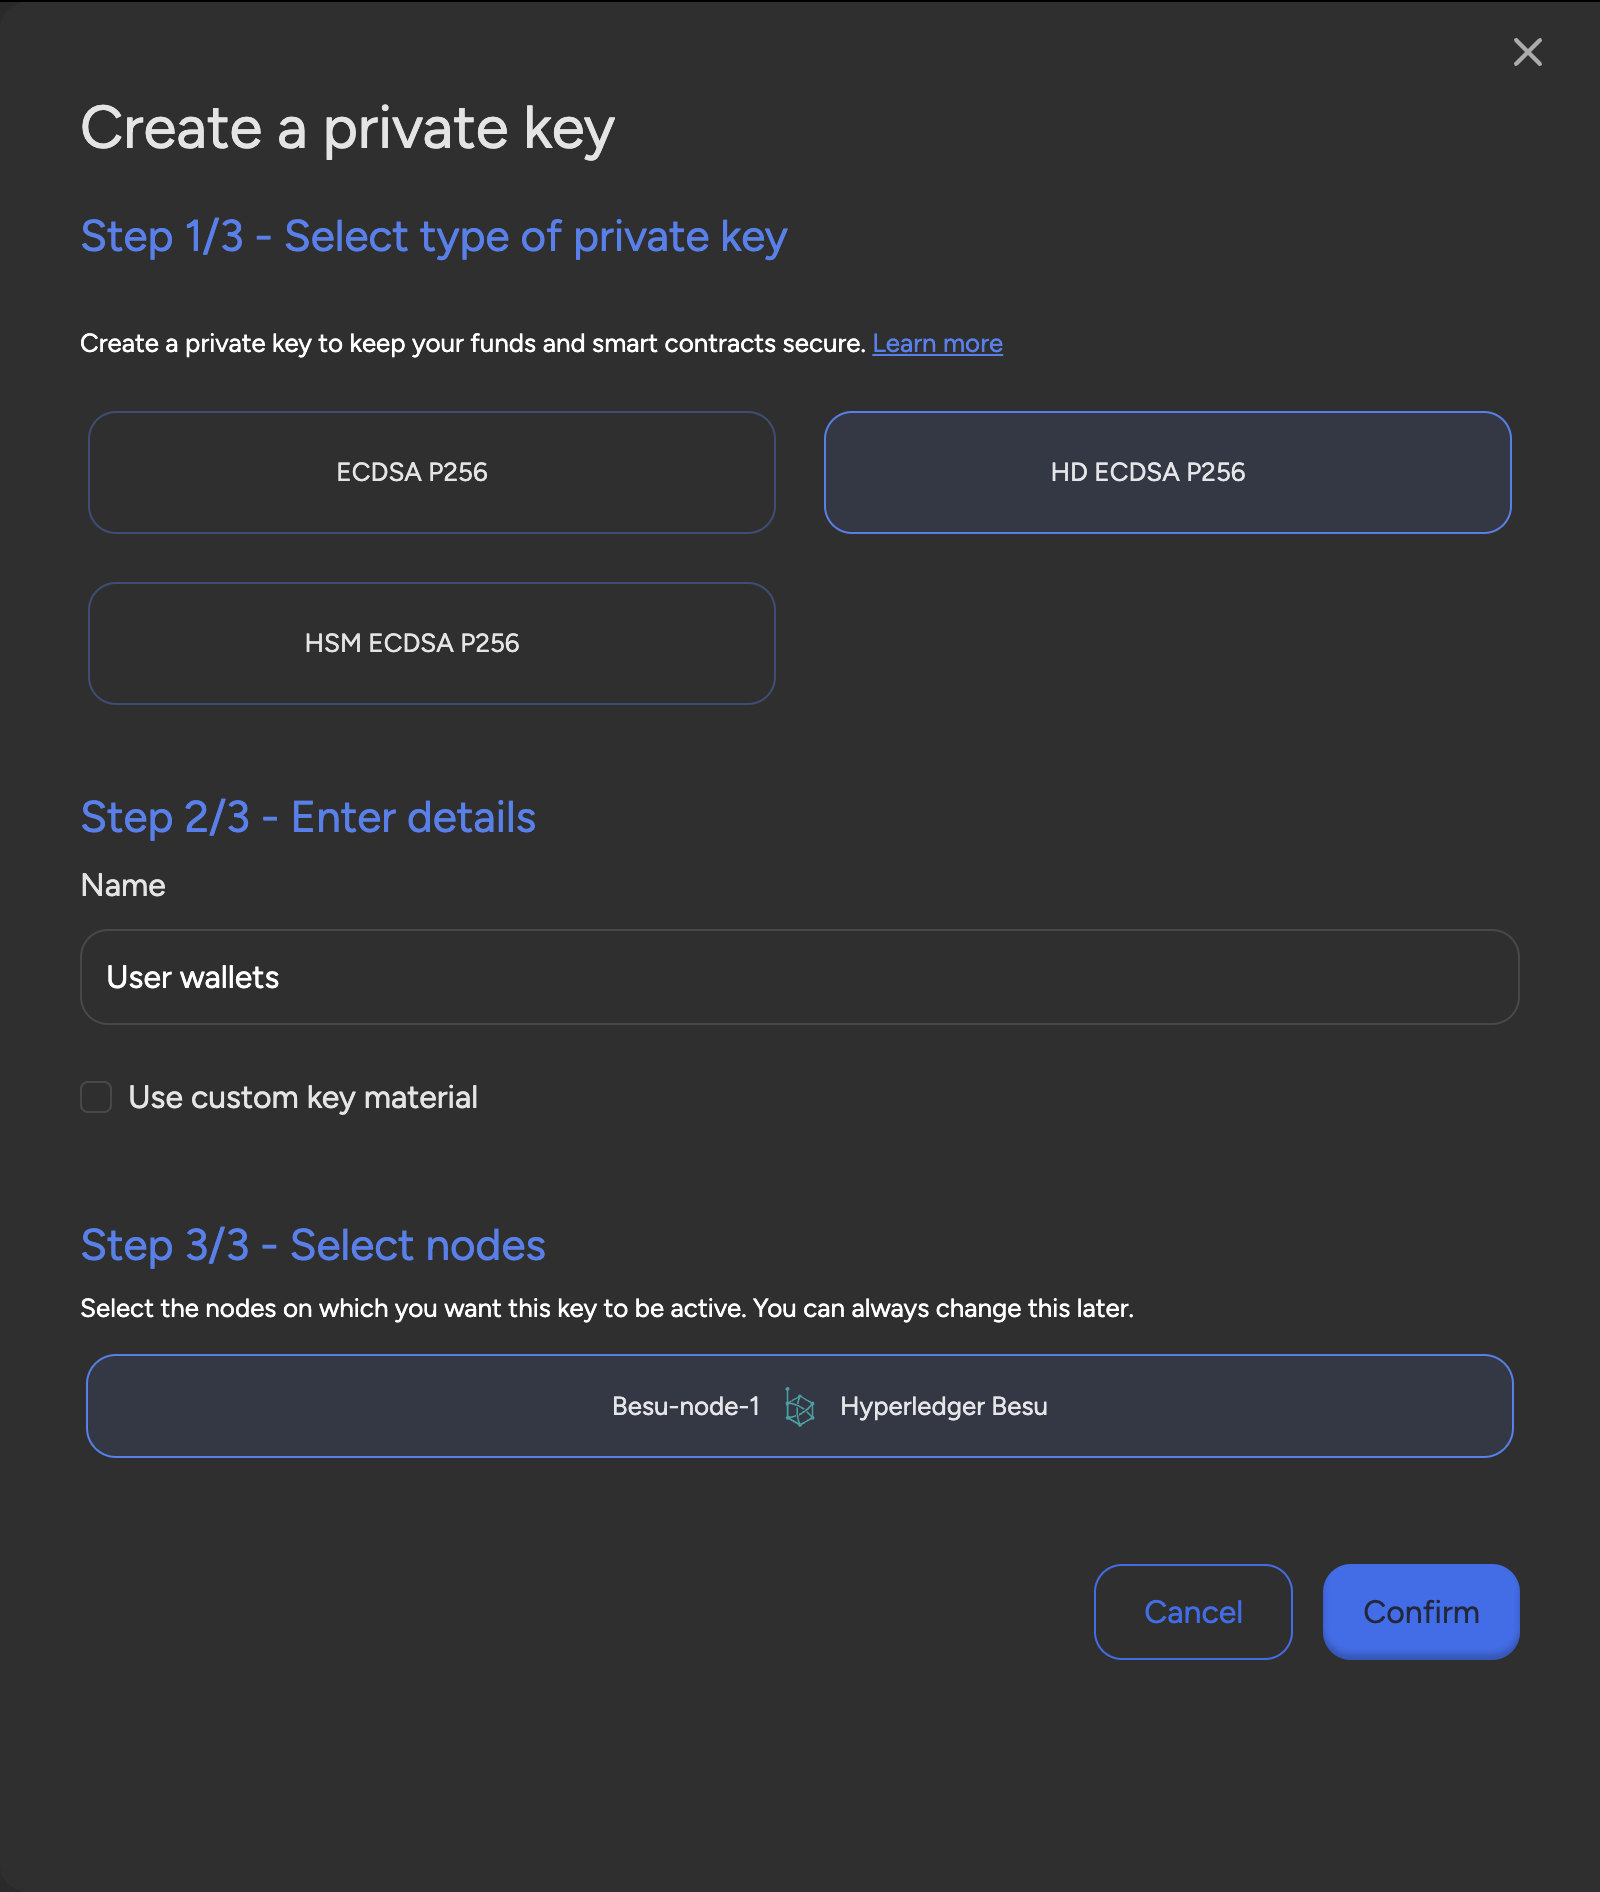 Create a private key
Step 1/3 - Select type of private key
Create a private key to keep your funds and smart contracts secure. Learn more
ECDSA P256
HD ECDSA P256
HSM ECDSA P256
Step 2/3 - Enter details
Name
User wallets
Use custom key material
Step 3/3 - Select nodes
Select the nodes on which you want this key to be active. You can always change this later.
Besu-node-1 Hyperledger Besu
Cancel
Confirm